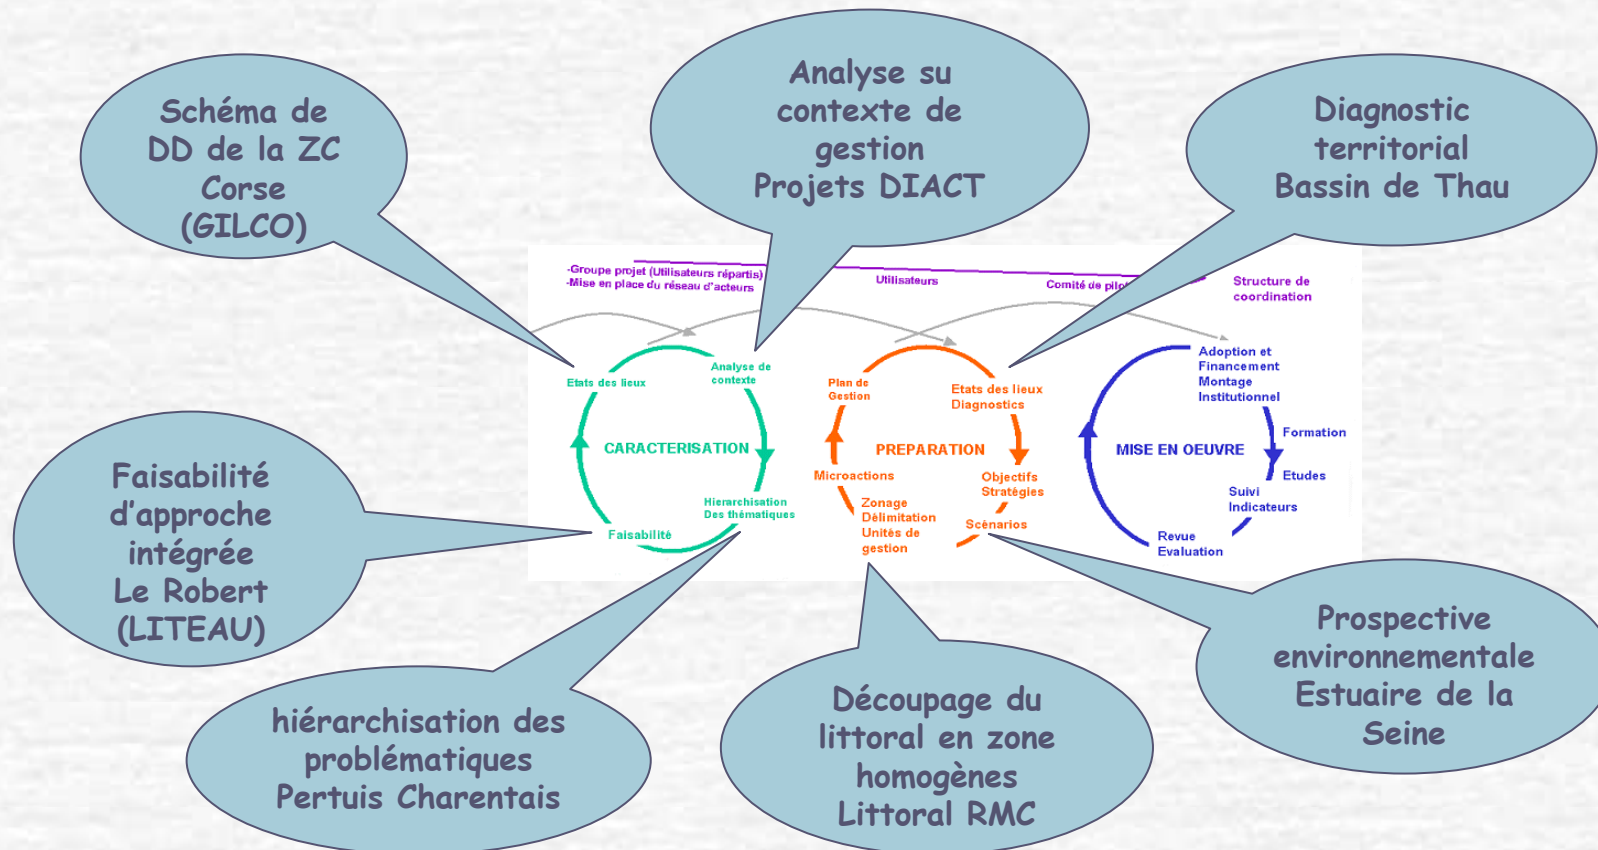 Schéma de
DD de la ZC
Corse
(GILCO)
Analyse su
contexte de
gestion
Projets DIACT
Diagnostic
territorial
Bassin de Thau
-Groupe projet (Utilisateurs répartis)
-Mise en place du réseau d'acteurs
Utilisateurs
Comité de pilot
Structure de
coordination
Etats des lieux
Analyse de
contexte
CARACTERISATION
Hierarchisation
Des thématiques
Faisabilité
Plan de
Gestion
Etats des lieux
Diagnostics
PREPARATION
Microactions
Objectifs
Stratégies
Zonage
Délimitation
Unités de
gestion
Scénarios
Adoption et
Financement
Montage
Institutionnel
MISE EN OEUVRE
Formation
Etudes
Suivi
Indicateurs
Revue
Evaluation
Faisabilité
d'approche
intégrée
Le Robert
(LITEAU)
hiérarchisation des
problématiques
Pertuis Charentais
Découpage du
littoral en zone
homogènes
Littoral RMC
Prospective
environnementale
Estuaire de la
Seine